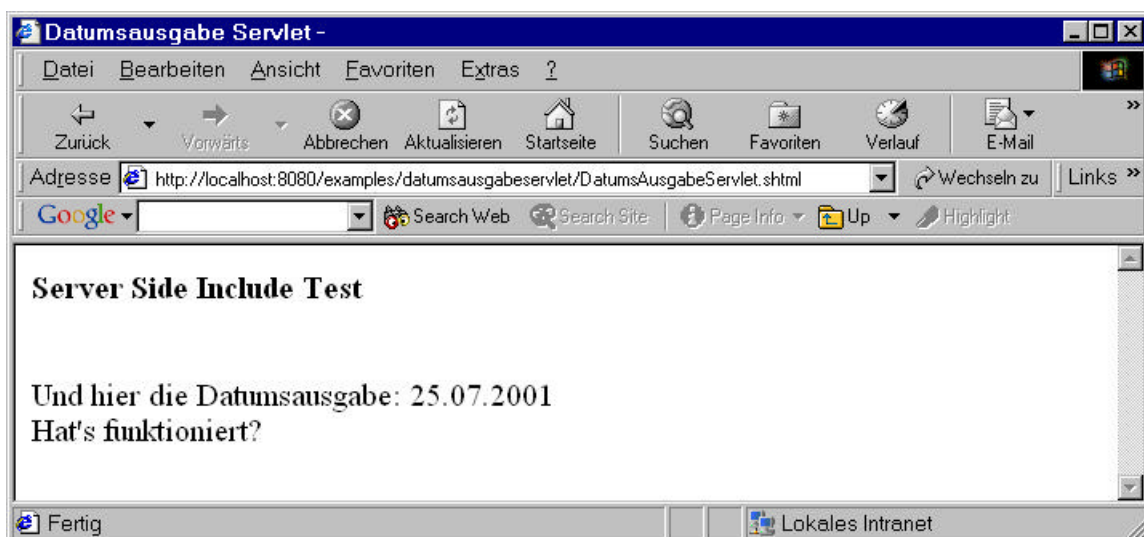 Datumsausgabe Servlet -
Datei Bearbeiten Ansicht Favoriten Extras ?
Zurück Vorwärts Abbrechen Aktualisieren Startseite Suchen Favoriten Verlauf E-Mail »
Adresse http://localhost:8080/examples/datumsausgabeservlet/DatumsAusgabeServlet.shtml Wechseln zu Links »
Google Search Web Search Site Page Info Up Highlight
Server Side Include Test
Und hier die Datumsausgabe: 25.07.2001
Hat's funktioniert?
Fertig Lokales Intranet